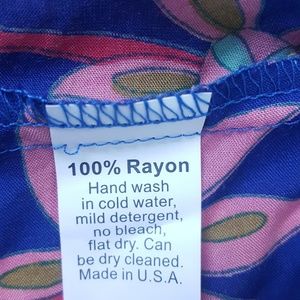 100% Rayon
Hand wash
in cold water,
mild detergent,
no bleach,
flat dry. Can
be dry cleaned.
Made in U.S.A.